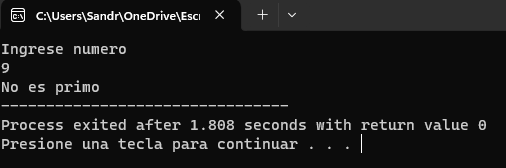 C:\Users\Sandr\OneDrive\Escr
Ingrese numero
9
No es primo
--------------------------------
Process exited after 1.808 seconds with return value 0
Presione una tecla para continuar . . .